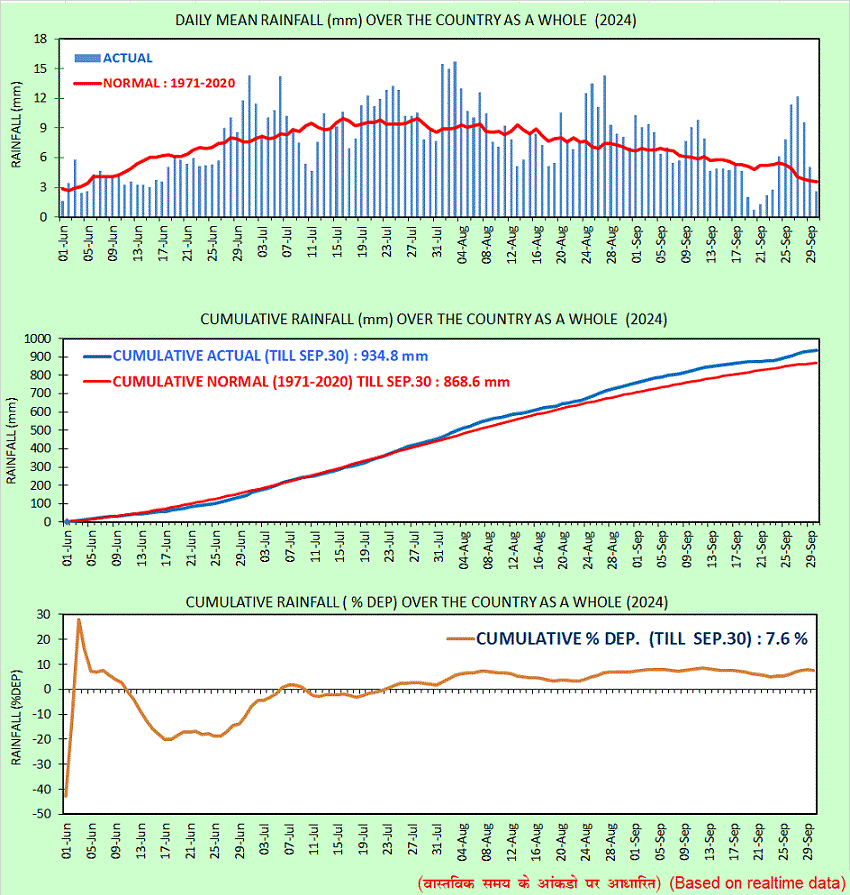 DAILY MEAN RAINFALL (mm) OVER THE COUNTRY AS A WHOLE (2024)
RAINFALL (mm)
18
15
12
9
6
3
0
ACTUAL
NORMAL : 1971-2020
01-Jun 05-Jun 09-Jun 13-Jun 17-Jun 21-Jun 25-Jun 29-Jun 03-Jul 07-Jul 11-Jul 15-Jul 19-Jul 23-Jul 27-Jul 31-Jul 04-Aug 08-Aug 12-Aug 16-Aug 20-Aug 24-Aug 28-Aug 01-Sep 05-Sep 09-Sep 13-Sep 17-Sep 21-Sep 25-Sep 29-Sep
CUMULATIVE RAINFALL (mm) OVER THE COUNTRY AS A WHOLE (2024)
RAINFALL (mm)
1000
900
800
700
600
500
400
300
200
100
0
CUMULATIVE ACTUAL (TILL SEP.30) : 934.8 mm
CUMULATIVE NORMAL (1971-2020) TILL SEP.30 : 868.6 mm
01-Jun 05-Jun 09-Jun 13-Jun 17-Jun 21-Jun 25-Jun 29-Jun 03-Jul 07-Jul 11-Jul 15-Jul 19-Jul 23-Jul 27-Jul 31-Jul 04-Aug 08-Aug 12-Aug 16-Aug 20-Aug 24-Aug 28-Aug 01-Sep 05-Sep 09-Sep 13-Sep 17-Sep 21-Sep 25-Sep 29-Sep
CUMULATIVE RAINFALL ( % DEP) OVER THE COUNTRY AS A WHOLE (2024)
RAINFALL (%DEP)
30
20
10
0
-10
-20
-30
-40
-50
CUMULATIVE % DEP. (TILL SEP.30) : 7.6 %
01-Jun 05-Jun 09-Jun 13-Jun 17-Jun 21-Jun 25-Jun 29-Jun 03-Jul 07-Jul 11-Jul 15-Jul 19-Jul 23-Jul 27-Jul 31-Jul 04-Aug 08-Aug 12-Aug 16-Aug 20-Aug 24-Aug 28-Aug 01-Sep 05-Sep 09-Sep 13-Sep 17-Sep 21-Sep 25-Sep 29-Sep
(वास्तविक समय के आंकडो पर आधारित) (Based on realtime data)